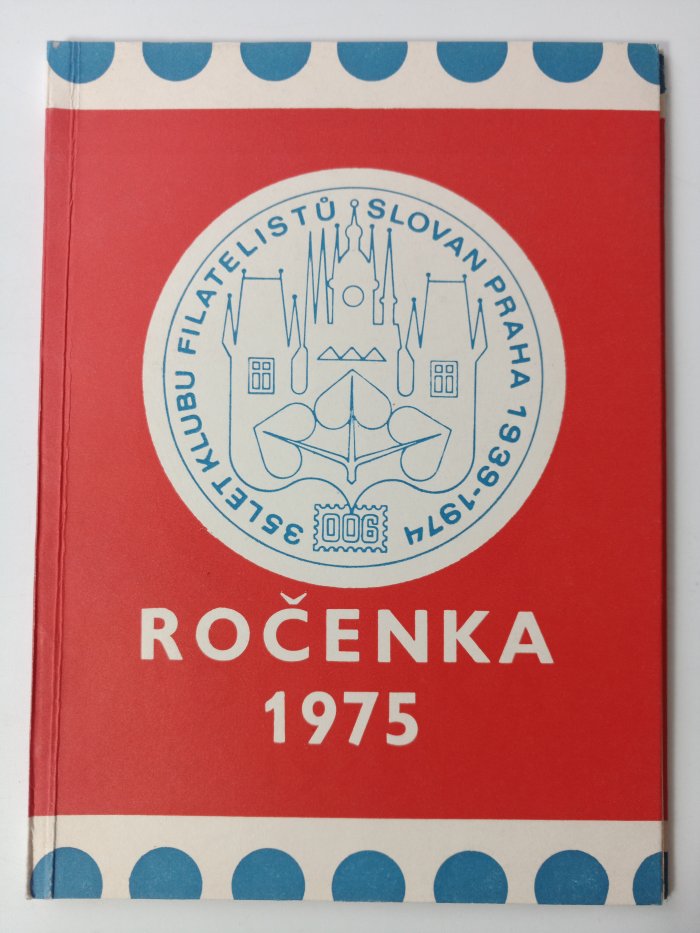 35 LET KLUBU FILATELISTŮ SLOVAN PRAHA 1939-1974
006
ROČENKA
1975